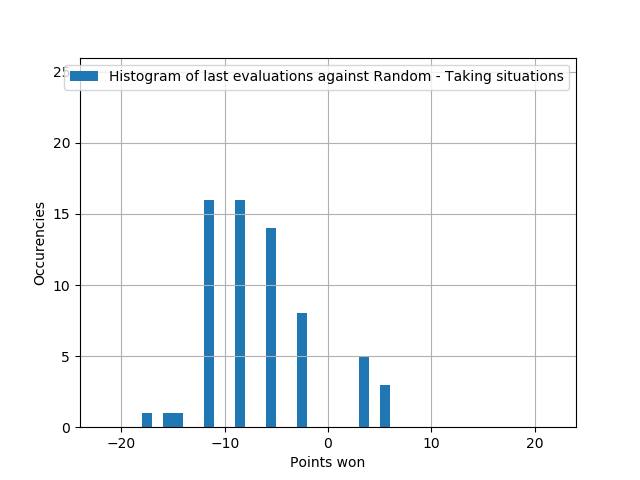 Histogram of last evaluations against Random - Taking situations
25
20
15
10
5
0
Occurencies
−20 −10 0 10 20
Points won